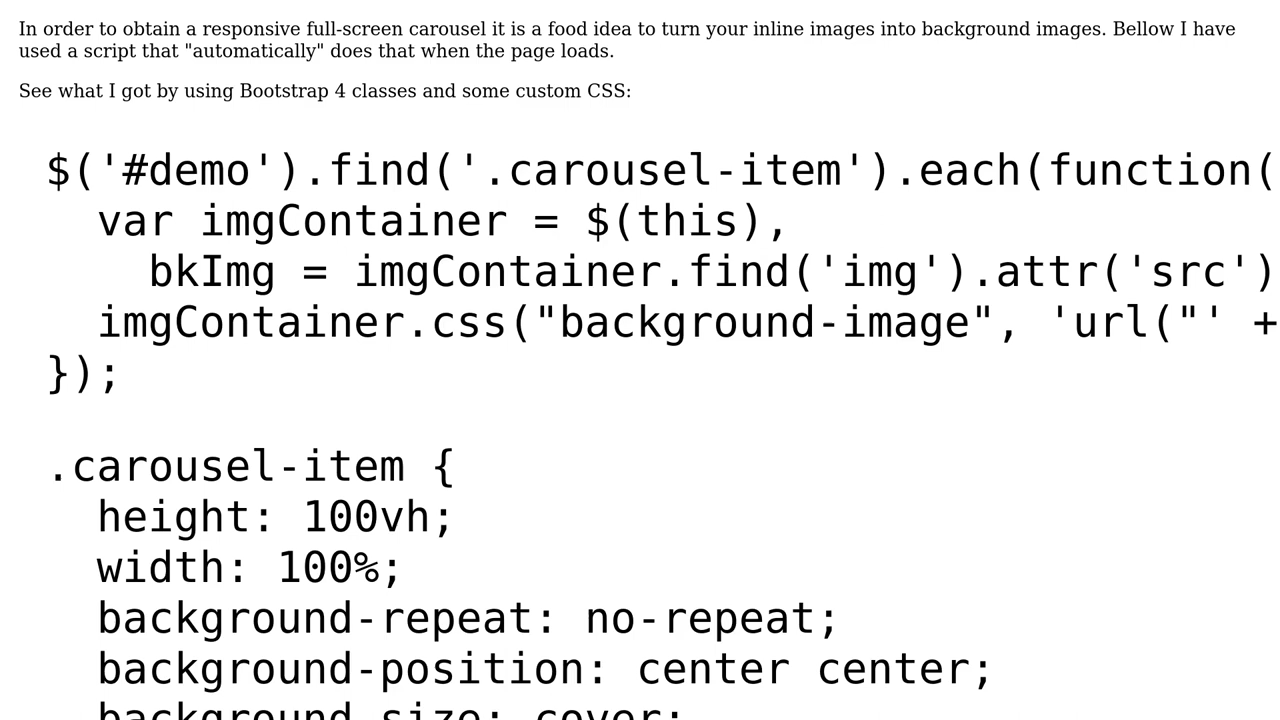 In order to obtain a responsive full-screen carousel it is a food idea to turn your inline images into background images. Bellow I have
used a script that "automatically" does that when the page loads.
See what I got by using Bootstrap 4 classes and some custom CSS:
$('#demo').find('.carousel-item').each(function(
  var imgContainer = $(this),
    bkImg = imgContainer.find('img').attr('src')
  imgContainer.css("background-image", 'url("' +
});
.carousel-item {
  height: 100vh;
  width: 100%;
  background-repeat: no-repeat;
  background-position: center center;
  background-size: cover;